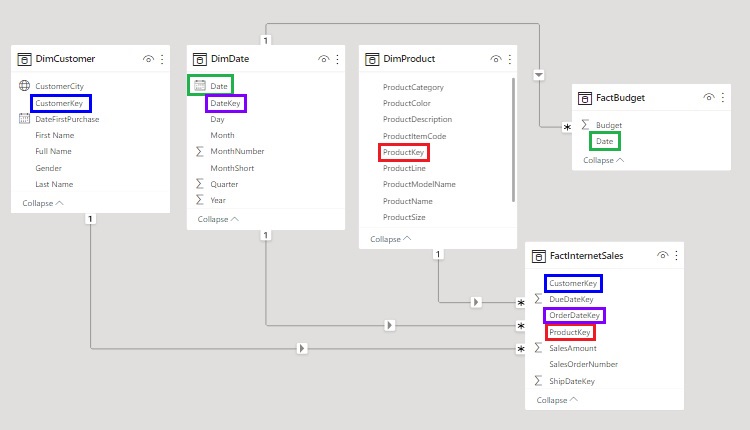 1
DimCustomer
CustomerCity
CustomerKey
DateFirstPurchase
First Name
Full Name
Gender
Last Name
Collapse
1
DimDate
Date
DateKey
Day
Month
MonthNumber
MonthShort
Quarter
Year
Collapse
1
DimProduct
ProductCategory
ProductColor
ProductDescription
ProductItemCode
ProductKey
ProductLine
ProductModelName
ProductName
ProductSize
Collapse
1
FactBudget
Budget
Date
Collapse
*
FactInternetSales
CustomerKey
DueDateKey
OrderDateKey
ProductKey
SalesAmount
SalesOrderNumber
ShipDateKey
Collapse
*
*
*